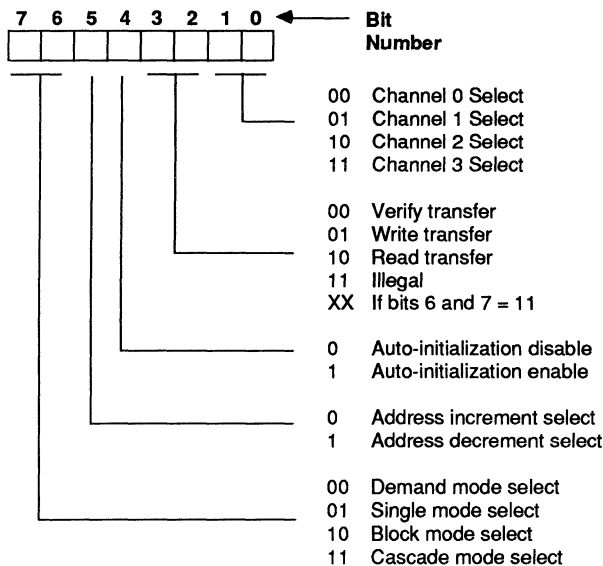 7 6 5 4 3 2 1 0 Bit
Number
00 Channel 0 Select
01 Channel 1 Select
10 Channel 2 Select
11 Channel 3 Select
00 Verify transfer
01 Write transfer
10 Read transfer
11 Illegal
XX If bits 6 and 7 = 11
0 Auto-initialization disable
1 Auto-initialization enable
0 Address increment select
1 Address decrement select
00 Demand mode select
01 Single mode select
10 Block mode select
11 Cascade mode select